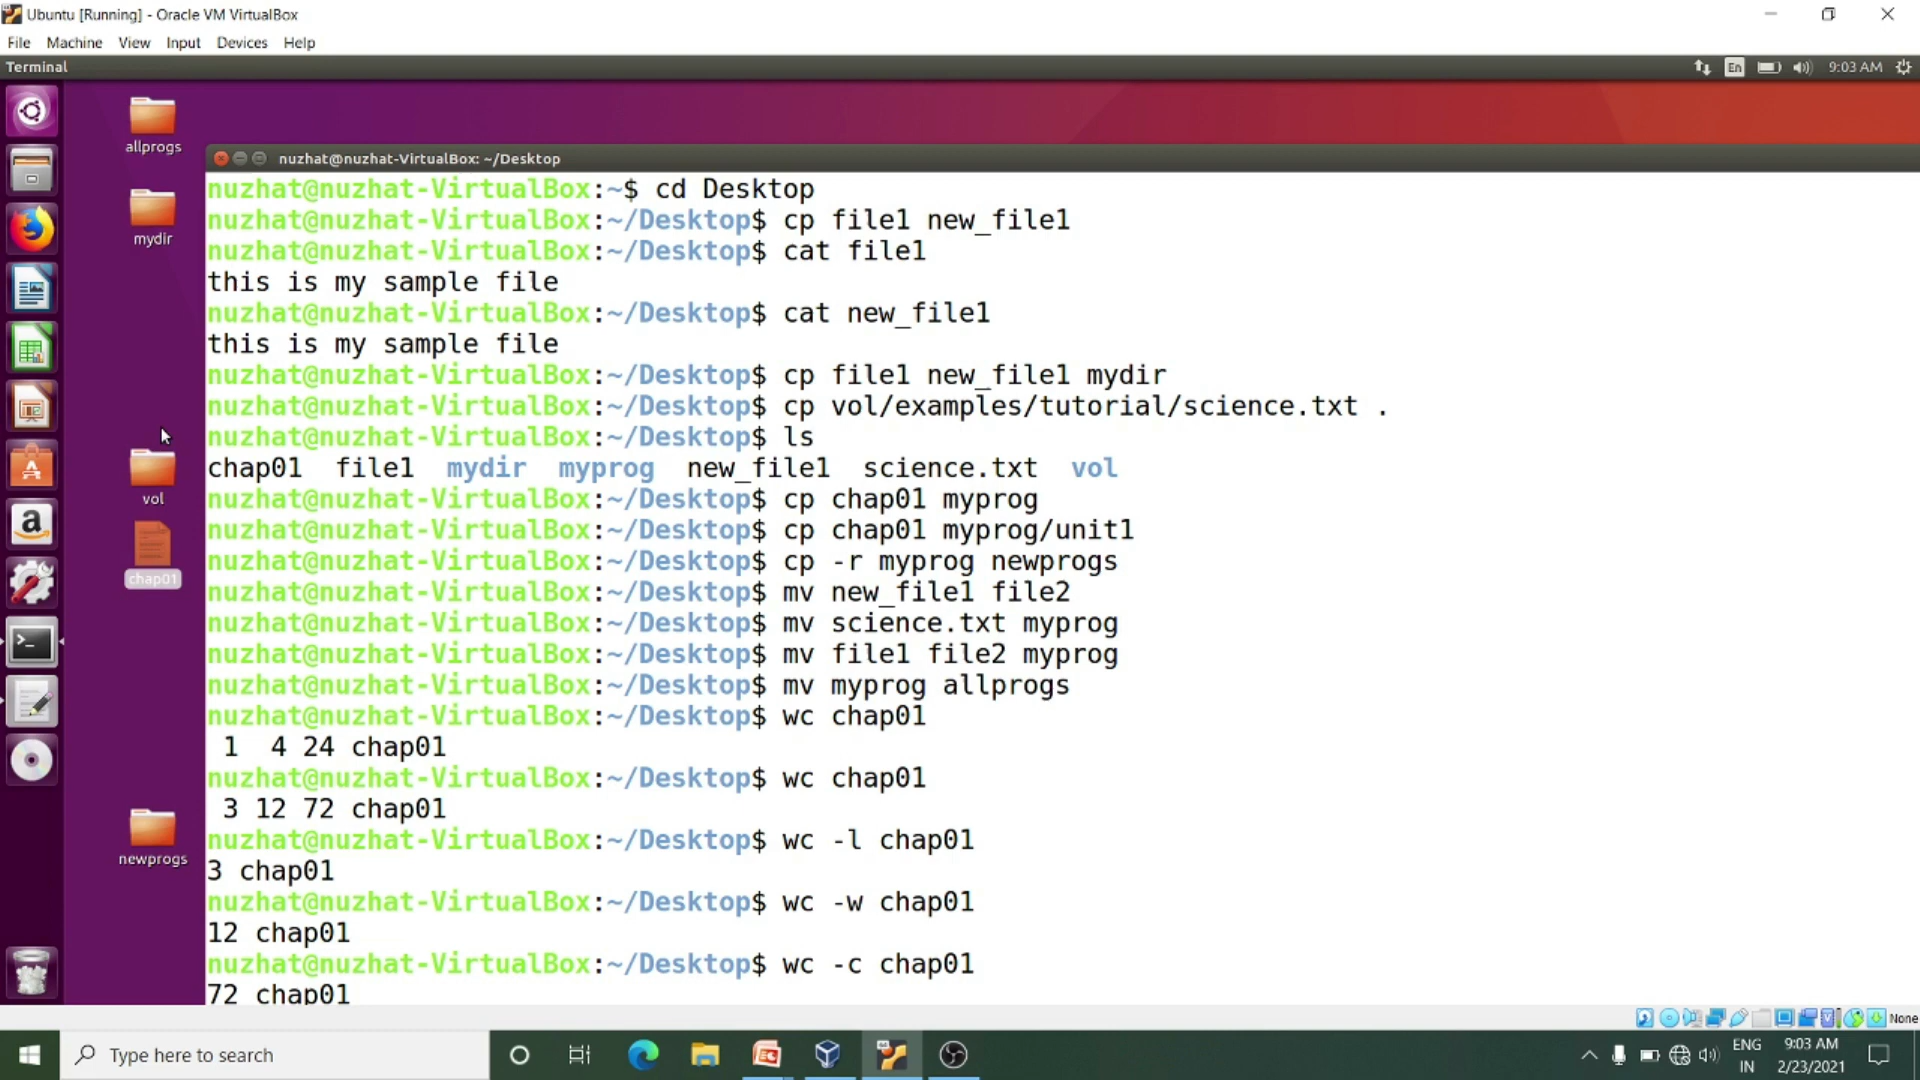 Ubuntu [Running] - Oracle VM VirtualBox
File Machine View Input Devices Help
Terminal
En
9:03 AM
allprogs
mydir
vol
chap01
newprogs
nuzhat@nuzhat-VirtualBox: ~/Desktop
nuzhat@nuzhat-VirtualBox:~$ cd Desktop
nuzhat@nuzhat-VirtualBox:~/Desktop$ cp file1 new_file1
nuzhat@nuzhat-VirtualBox:~/Desktop$ cat file1
this is my sample file
nuzhat@nuzhat-VirtualBox:~/Desktop$ cat new_file1
this is my sample file
nuzhat@nuzhat-VirtualBox:~/Desktop$ cp file1 new_file1 mydir
nuzhat@nuzhat-VirtualBox:~/Desktop$ cp vol/examples/tutorial/science.txt .
nuzhat@nuzhat-VirtualBox:~/Desktop$ ls
chap01  file1  mydir  myprog  new_file1  science.txt  vol
nuzhat@nuzhat-VirtualBox:~/Desktop$ cp chap01 myprog
nuzhat@nuzhat-VirtualBox:~/Desktop$ cp chap01 myprog/unit1
nuzhat@nuzhat-VirtualBox:~/Desktop$ cp -r myprog newprogs
nuzhat@nuzhat-VirtualBox:~/Desktop$ mv new_file1 file2
nuzhat@nuzhat-VirtualBox:~/Desktop$ mv science.txt myprog
nuzhat@nuzhat-VirtualBox:~/Desktop$ mv file1 file2 myprog
nuzhat@nuzhat-VirtualBox:~/Desktop$ mv myprog allprogs
nuzhat@nuzhat-VirtualBox:~/Desktop$ wc chap01
 1  4 24 chap01
nuzhat@nuzhat-VirtualBox:~/Desktop$ wc chap01
 3 12 72 chap01
nuzhat@nuzhat-VirtualBox:~/Desktop$ wc -l chap01
3 chap01
nuzhat@nuzhat-VirtualBox:~/Desktop$ wc -w chap01
12 chap01
nuzhat@nuzhat-VirtualBox:~/Desktop$ wc -c chap01
72 chap01
None
Type here to search
ENG
IN
9:03 AM
2/23/2021